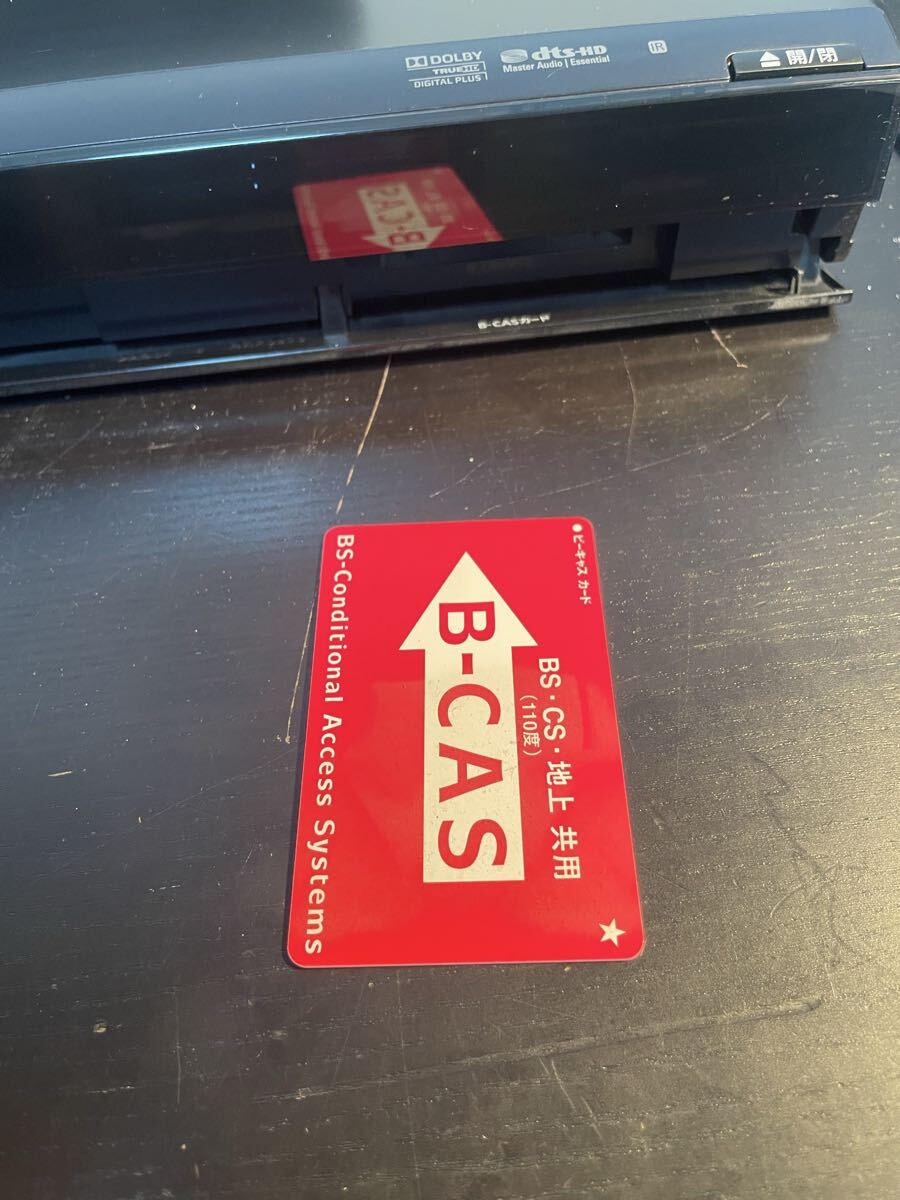 DOLBY
TRUEHD
DIGITAL PLUS
dts-HD
Master Audio | Essential
IR
開/閉
B-CAS
B-CASカード
●ビーキャス カード
BS・CS・地上 共用
(110度)
B-CAS
BS-Conditional Access Systems